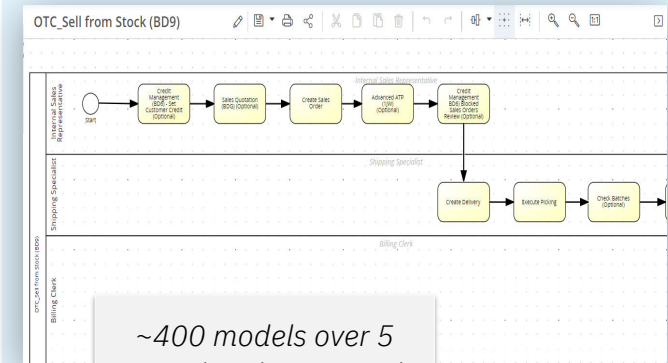 OTC_Sell from Stock (BD9)
1:1
Internal Sales Representative
Internal Sales
Representative
Start
Credit
Management
(BD6) - Set
Customer Credit
(Optional)
Sales Quotation
(BDG) (Optional)
Create Sales
Order
Advanced ATP
(1JW)
(Optional)
Credit
Management
BD6) Blocked
Sales Orders
Review (Optional)
Shipping Specialist
Shipping Specialist
Create Delivery
Execute Picking
Check Batches
(Optional)
OTC_Sell from Stock (BD9)
Billing Clerk
Billing Clerk
~400 models over 5